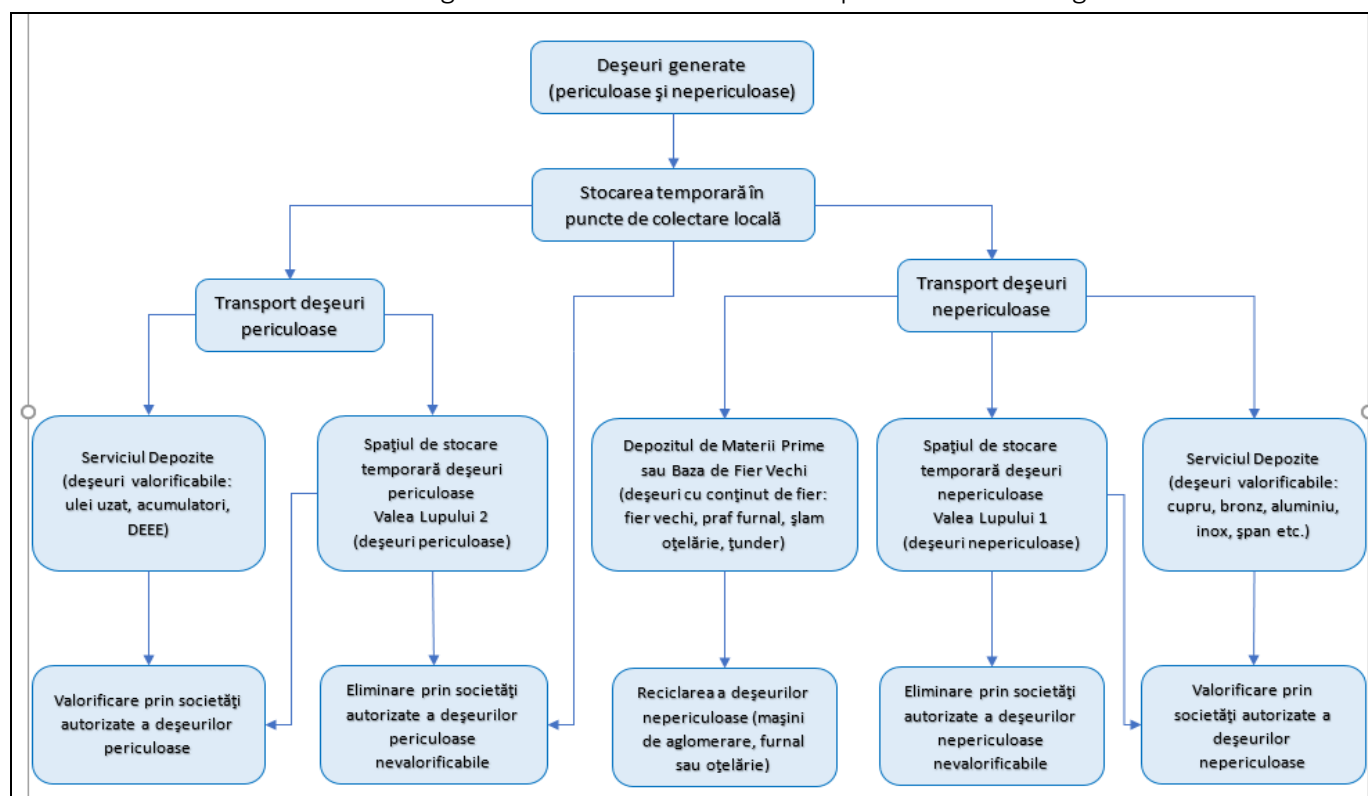 Deşeuri generate
(periculoase şi nepericuloase)
Stocarea temporară în
puncte de colectare locală
Transport deşeuri
periculoase
Transport deşeuri
nepericuloase
Serviciul Depozite
(deşeuri valorificabile:
ulei uzat, acumulatori,
DEEE)
Spaţiul de stocare
temporară deşeuri
periculoase
Valea Lupului 2
(deşeuri periculoase)
Depozitul de Materii Prime
sau Baza de Fier Vechi
(deşeuri cu conţinut de fier:
fier vechi, praf furnal, şlam
oţelărie, ţunder)
Spaţiul de stocare
temporară deşeuri
nepericuloase
Valea Lupului 1
(deşeuri nepericuloase)
Serviciul Depozite
(deşeuri valorificabile:
cupru, bronz, aluminiu,
inox, şpan etc.)
Valorificare prin societăţi
autorizate a deşeurilor
periculoase
Eliminare prin societăţi
autorizate a deşeurilor
periculoase
nevalorificabile
Reciclarea a deşeurilor
nepericuloase (maşini
de aglomerare, furnal
sau oţelărie)
Eliminare prin societăţi
autorizate a deşeurilor
nepericuloase
nevalorificabile
Valorificare prin
societăţi autorizate a
deşeurilor
nepericuloase